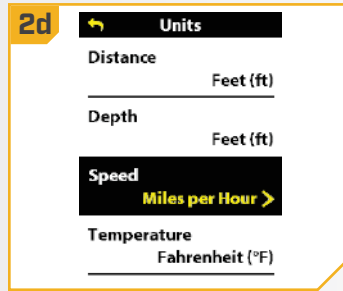 2d
Units
Distance
Feet (ft)
Depth
Feet (ft)
Speed
Miles per Hour >
Temperature
Fahrenheit (°F)